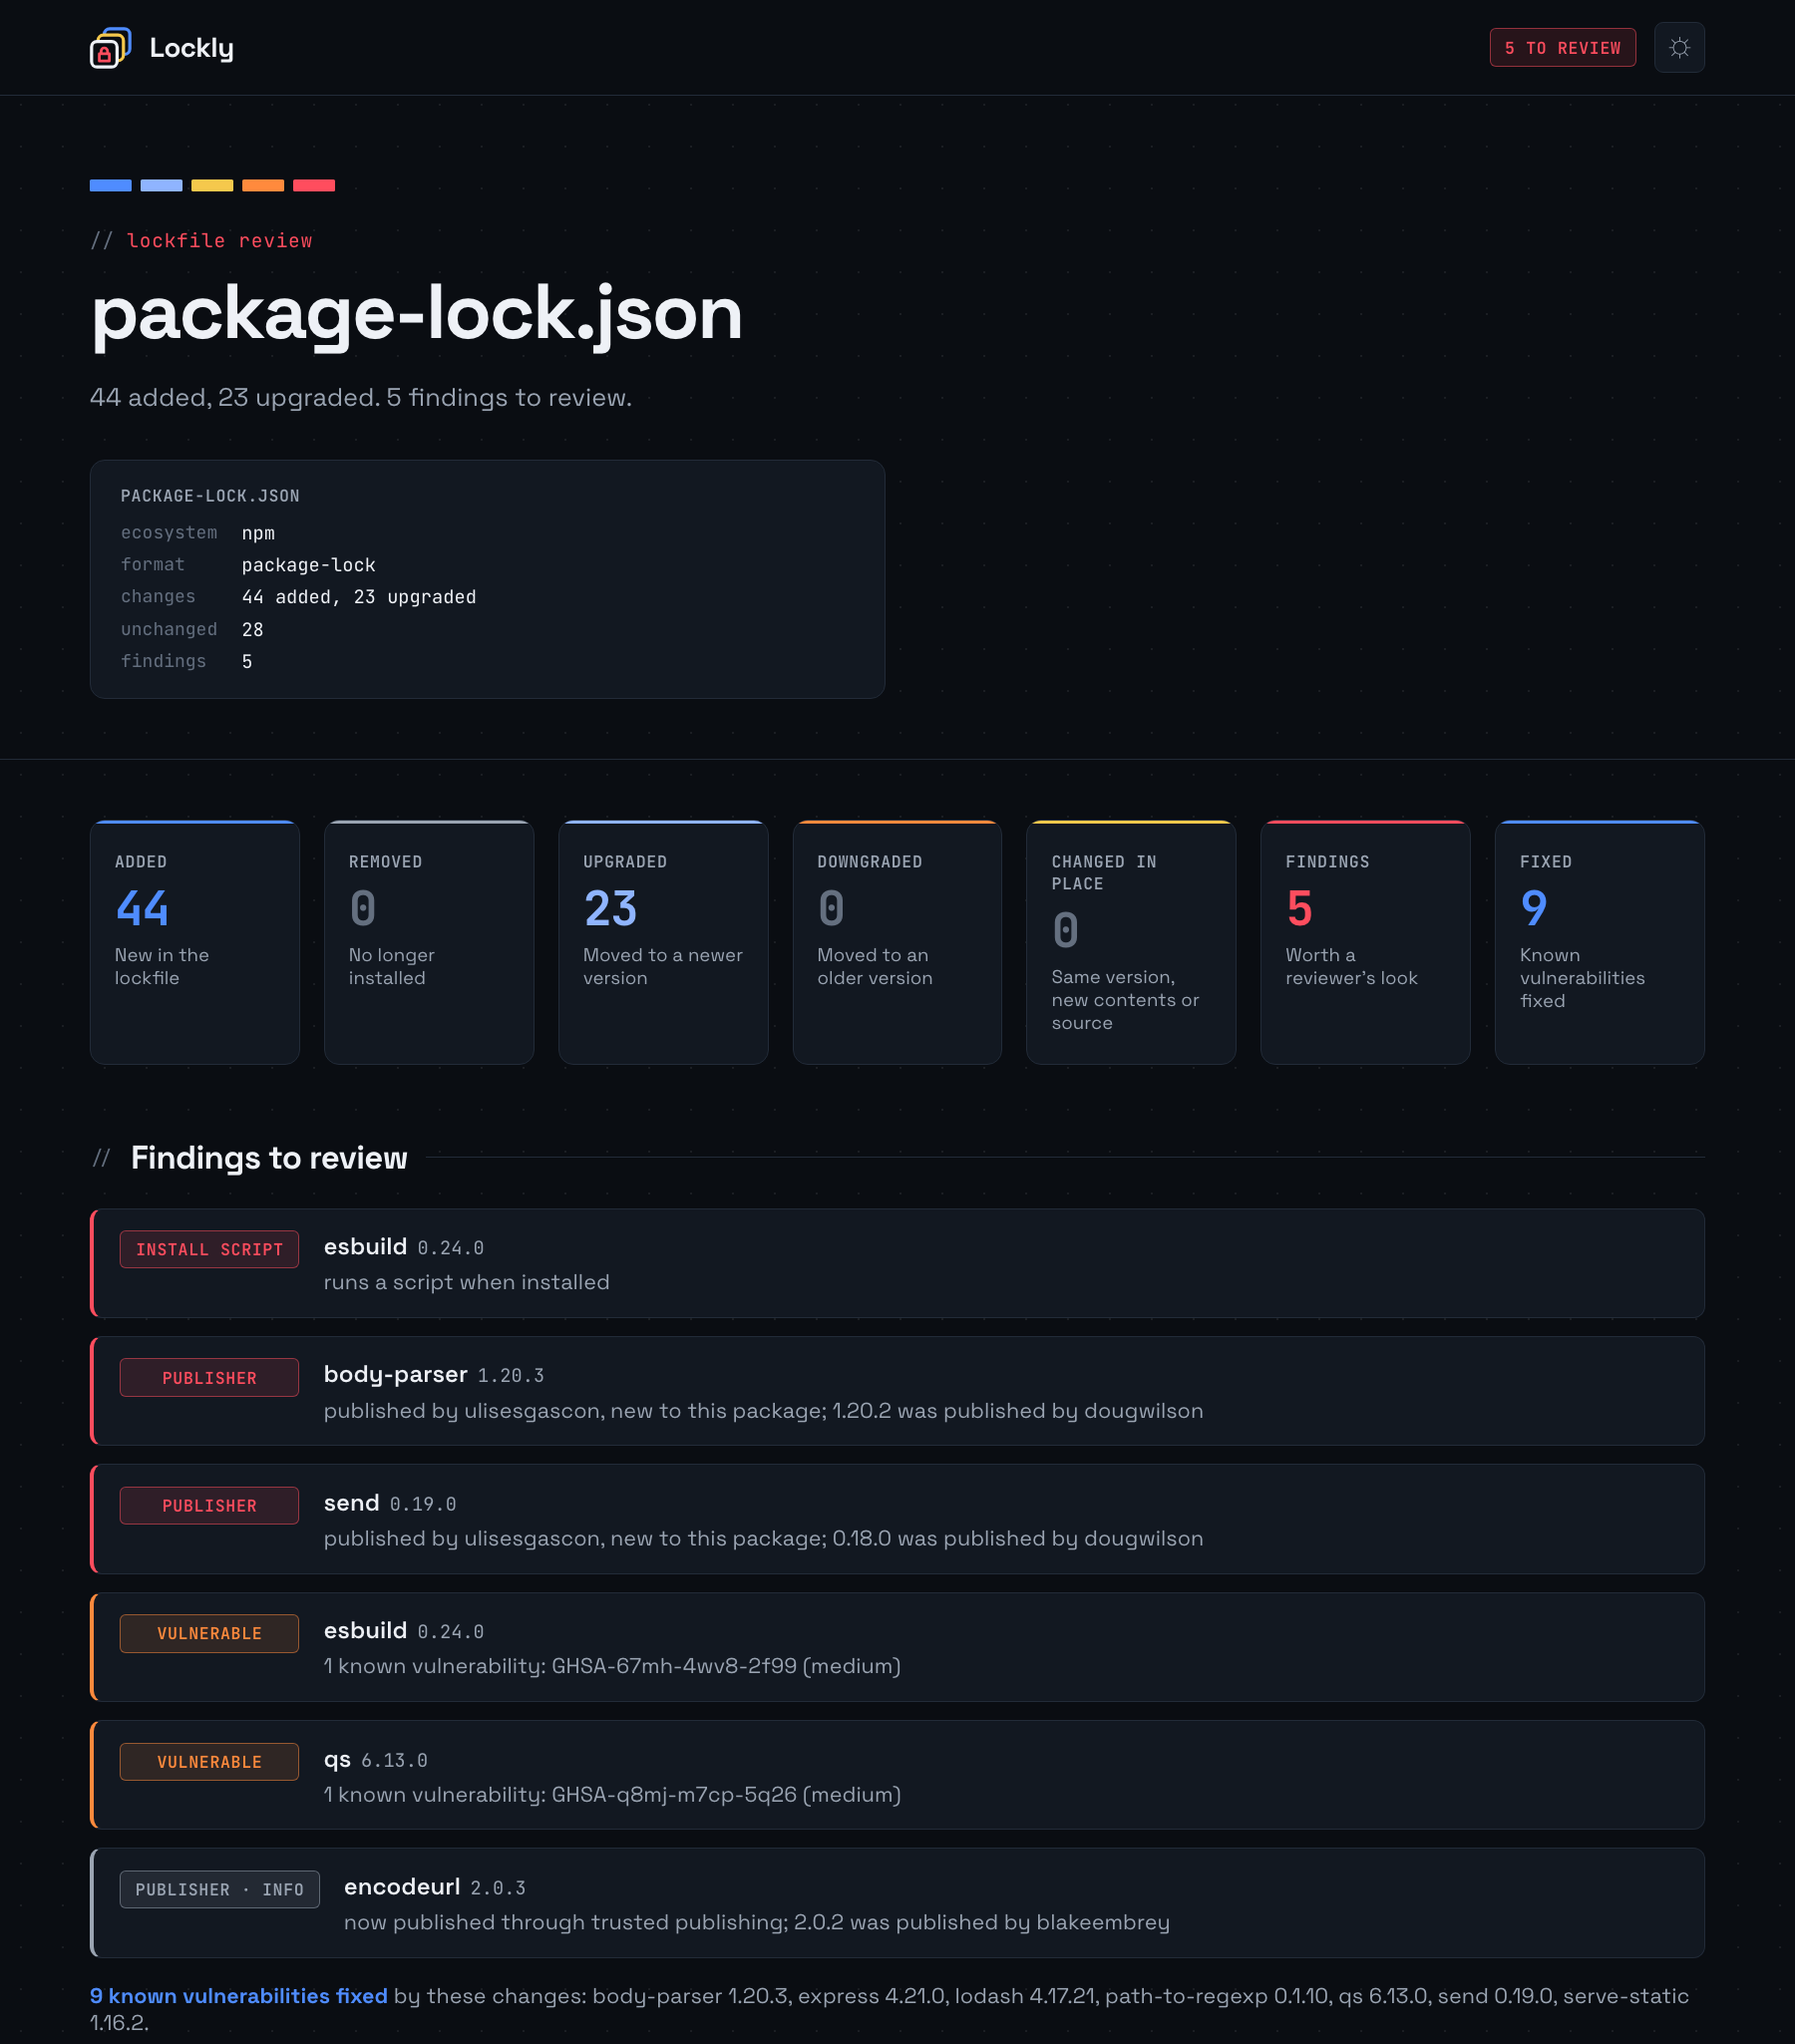 Lockly
5 TO REVIEW
// lockfile review
package-lock.json
44 added, 23 upgraded. 5 findings to review.
PACKAGE-LOCK.JSON
ecosystem npm
format package-lock
changes 44 added, 23 upgraded
unchanged 28
findings 5
ADDED
44
New in the
lockfile
REMOVED
0
No longer
installed
UPGRADED
23
Moved to a newer
version
DOWNGRADED
0
Moved to an
older version
CHANGED IN
PLACE
0
Same version,
new contents or
source
FINDINGS
5
Worth a
reviewer's look
FIXED
9
Known
vulnerabilities
fixed
// Findings to review
INSTALL SCRIPT esbuild 0.24.0
runs a script when installed
PUBLISHER body-parser 1.20.3
published by ulisesgascon, new to this package; 1.20.2 was published by dougwilson
PUBLISHER send 0.19.0
published by ulisesgascon, new to this package; 0.18.0 was published by dougwilson
VULNERABLE esbuild 0.24.0
1 known vulnerability: GHSA-67mh-4wv8-2f99 (medium)
VULNERABLE qs 6.13.0
1 known vulnerability: GHSA-q8mj-m7cp-5q26 (medium)
PUBLISHER · INFO encodeurl 2.0.3
now published through trusted publishing; 2.0.2 was published by blakeembrey
9 known vulnerabilities fixed by these changes: body-parser 1.20.3, express 4.21.0, lodash 4.17.21, path-to-regexp 0.1.10, qs 6.13.0, send 0.19.0, serve-static
1.16.2.